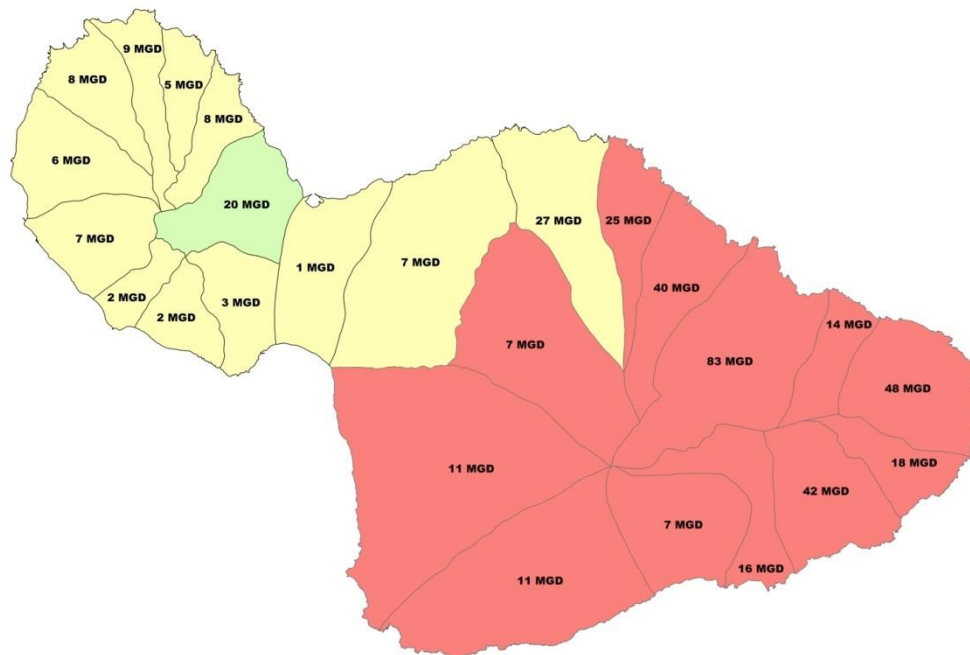 9 MGD
8 MGD
5 MGD
8 MGD
6 MGD
20 MGD
27 MGD
25 MGD
7 MGD
1 MGD
7 MGD
40 MGD
2 MGD
3 MGD
2 MGD
14 MGD
7 MGD
83 MGD
48 MGD
11 MGD
18 MGD
42 MGD
7 MGD
16 MGD
11 MGD